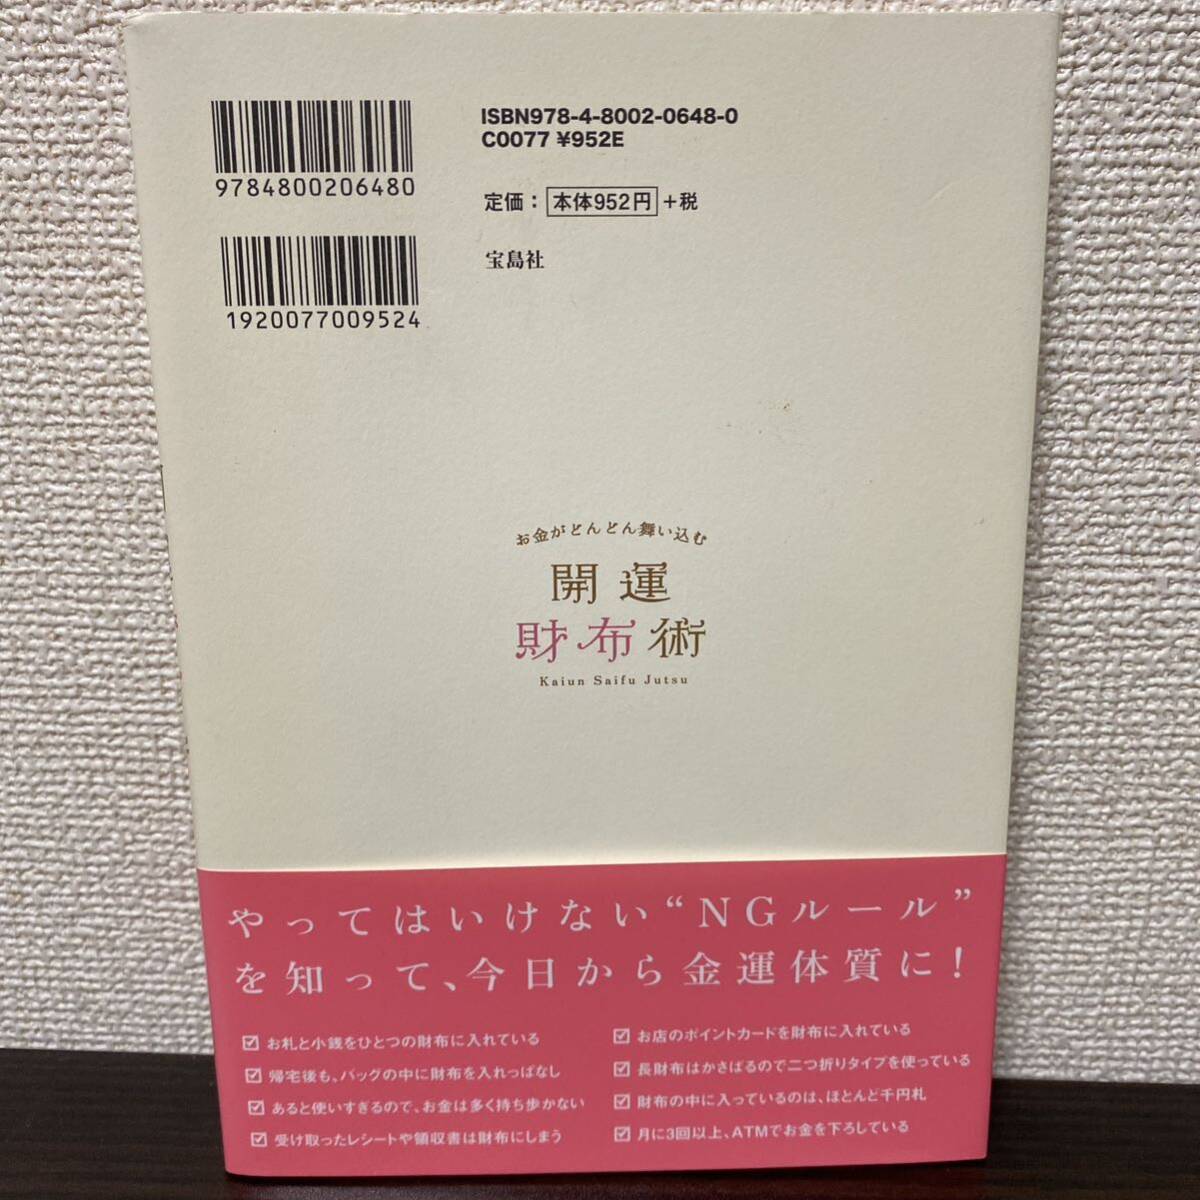 9784800206480
1920077009524
ISBN978-4-8002-0648-0
C0077 ¥952E
定価：本体952円+税
宝島社
お金がどんどん舞い込む
開運
財布術
Kaiun Saifu Jutsu
やってはいけない“NGルール”
を知って、今日から金運体質に！
お札と小銭をひとつの財布に入れている
帰宅後も、バッグの中に財布を入れっぱなし
あると使いすぎるので、お金は多く持ち歩かない
受け取ったレシートや領収書は財布にしまう
お店のポイントカードを財布に入れている
長財布はかさばるので二つ折りタイプを使っている
財布の中に入っているのは、ほとんど千円札
月に3回以上、ATMでお金を下ろしている